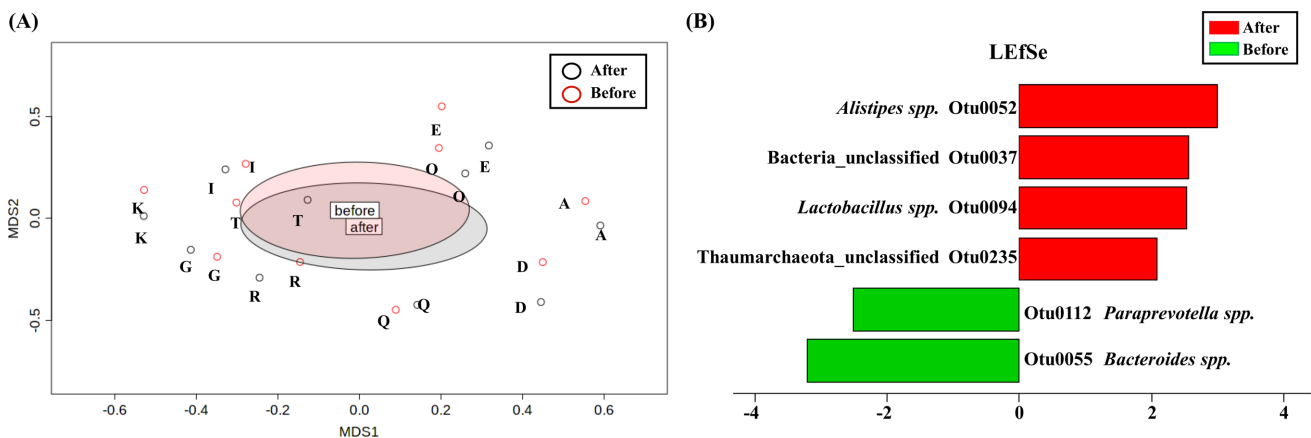 (A)
After
Before
0.5
0.0
-0.5
MDS2
E
E
O
O
I
I
K
K
T
T
A
A
G
G
R
R
D
D
Q
Q
before
after
-0.6
-0.4
-0.2
0.0
0.2
0.4
0.6
MDS1
(B)
After
Before
LEfSe
Alistipes spp. Otu0052
Bacteria_unclassified Otu0037
Lactobacillus spp. Otu0094
Thaumarchaeota_unclassified Otu0235
Otu0112 Paraprevotella spp.
Otu0055 Bacteroides spp.
-4
-2
0
2
4